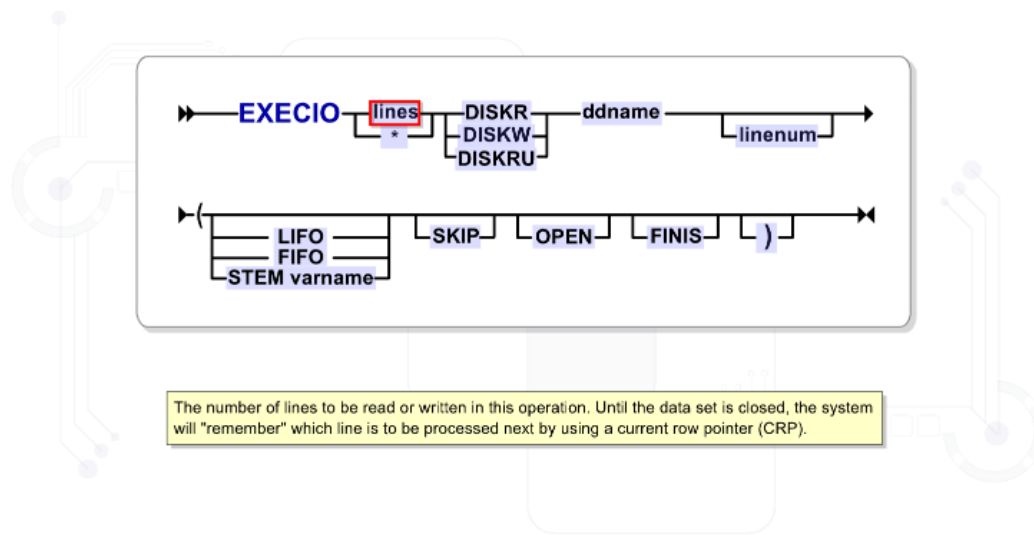 EXECIO lines DISKR ddname
* DISKW linenum
DISKRU
(
LIFO SKIP OPEN FINIS )
FIFO
STEM varname
The number of lines to be read or written in this operation. Until the data set is closed, the system
will "remember" which line is to be processed next by using a current row pointer (CRP).